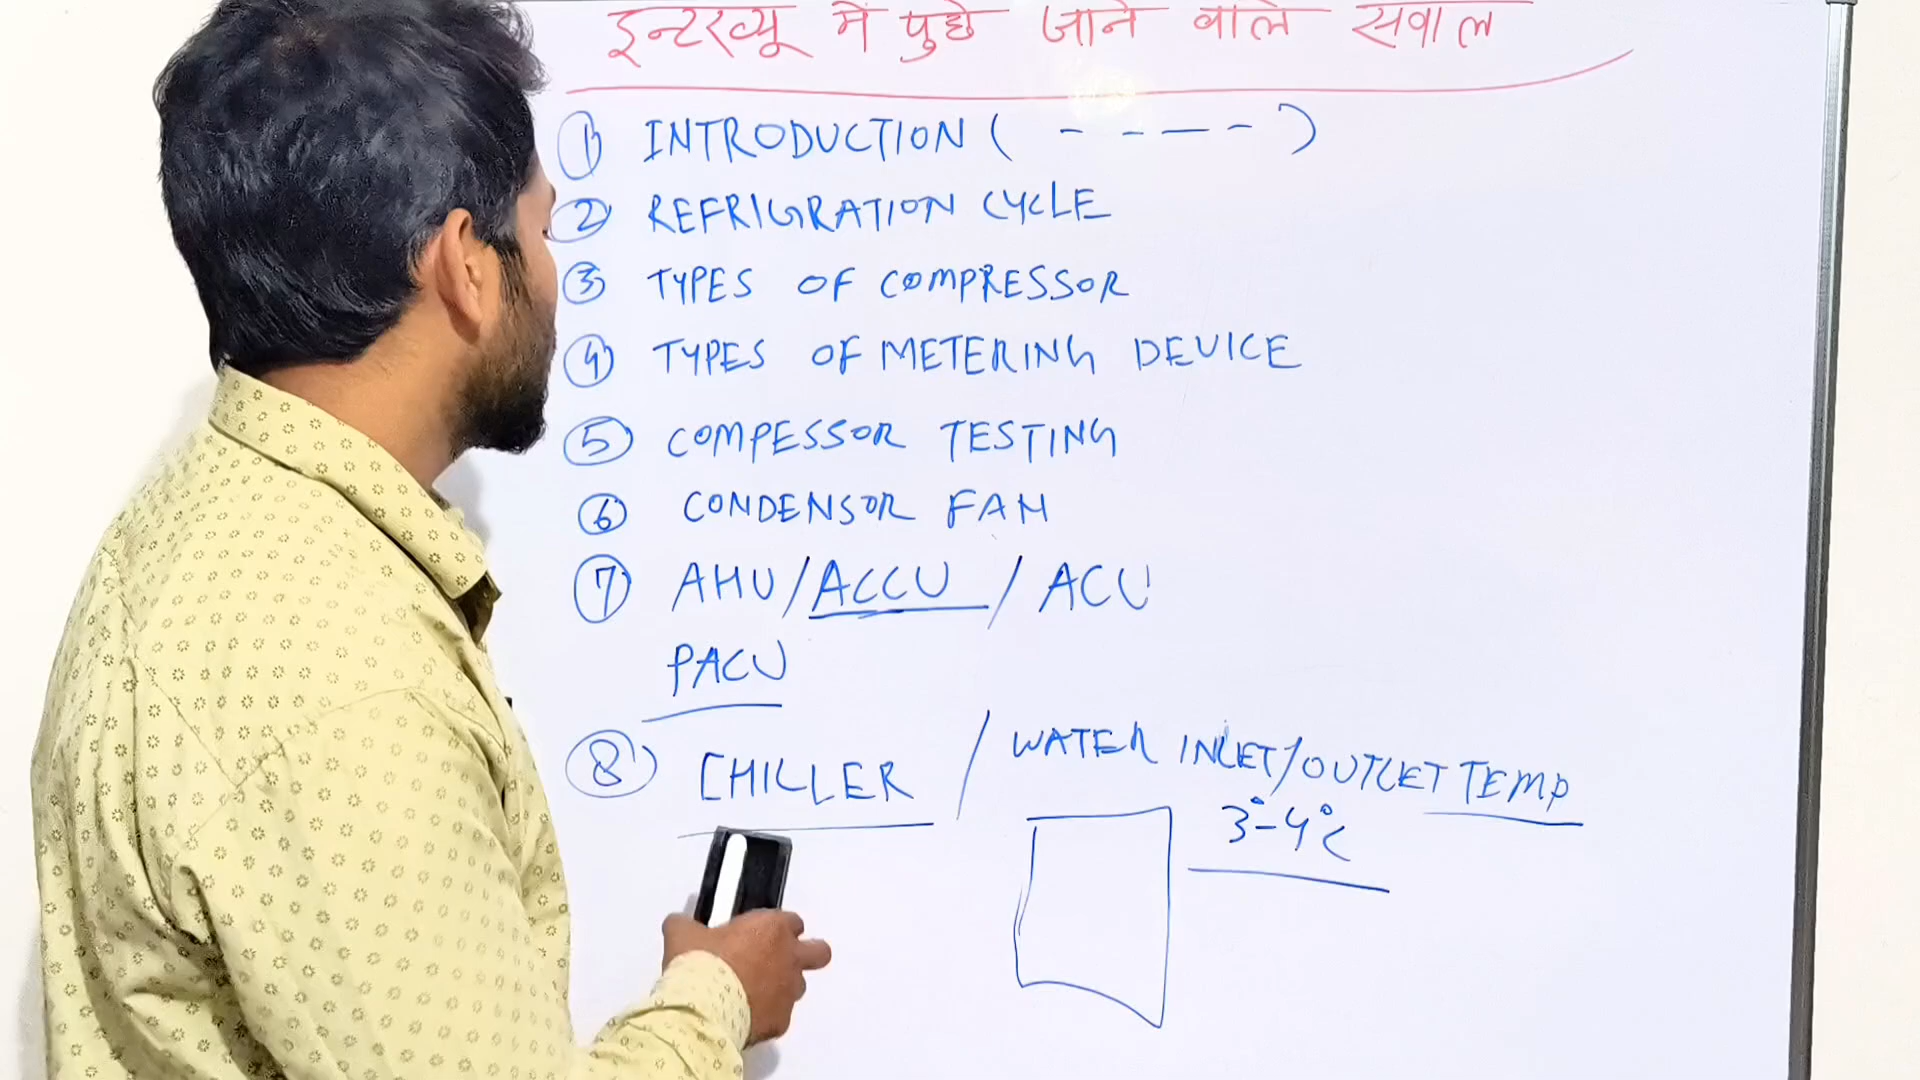 इन्टरव्यू में पुछे जाने वाले सवाल
① INTRODUCTION ( - - — - )
② REFRIGRATION CYCLE
③ TYPES OF COMPRESSOR
④ TYPES OF METERING DEVICE
⑤ COMPESSOR TESTING
⑥ CONDENSOR FAN
⑦ AHU/ACCU / ACU
PACU
⑧ CHILLER / WATER INLET/OUTLET TEMP
3°-4°C